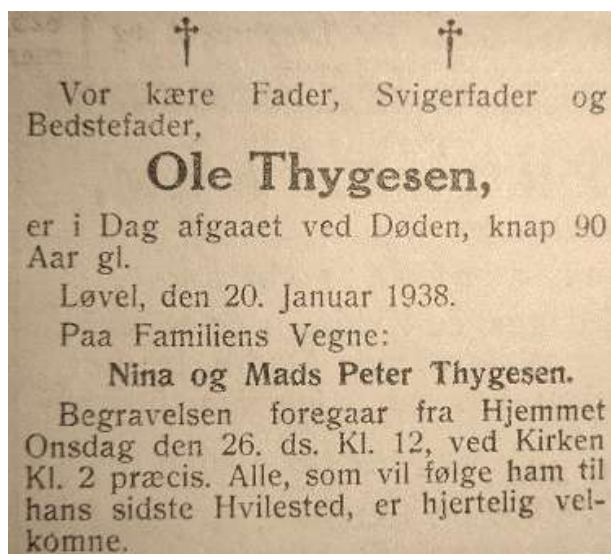 Vor kære Fader, Svigerfader og
Bedstefader,
Ole Thygesen,
er i Dag afgaaet ved Døden, knap 90
Aar gl.
Løvel, den 20. Januar 1938.
Paa Familiens Vegne:
Nina og Mads Peter Thygesen.
Begravelsen foregaar fra Hjemmet
Onsdag den 26. ds. Kl. 12, ved Kirken
Kl. 2 præcis. Alle, som vil følge ham til
hans sidste Hvilested, er hjertelig vel-
komne.